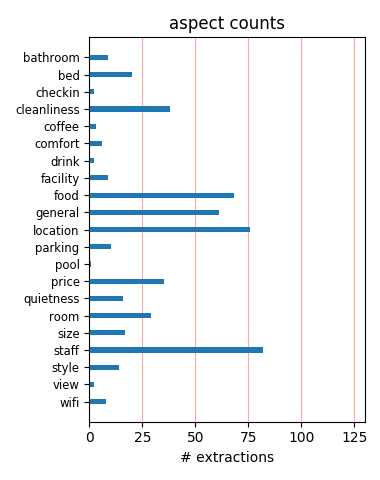 aspect counts
bathroom
bed
checkin
cleanliness
coffee
comfort
drink
facility
food
general
location
parking
pool
price
quietness
room
size
staff
style
view
wifi
0 25 50 75 100 125
# extractions